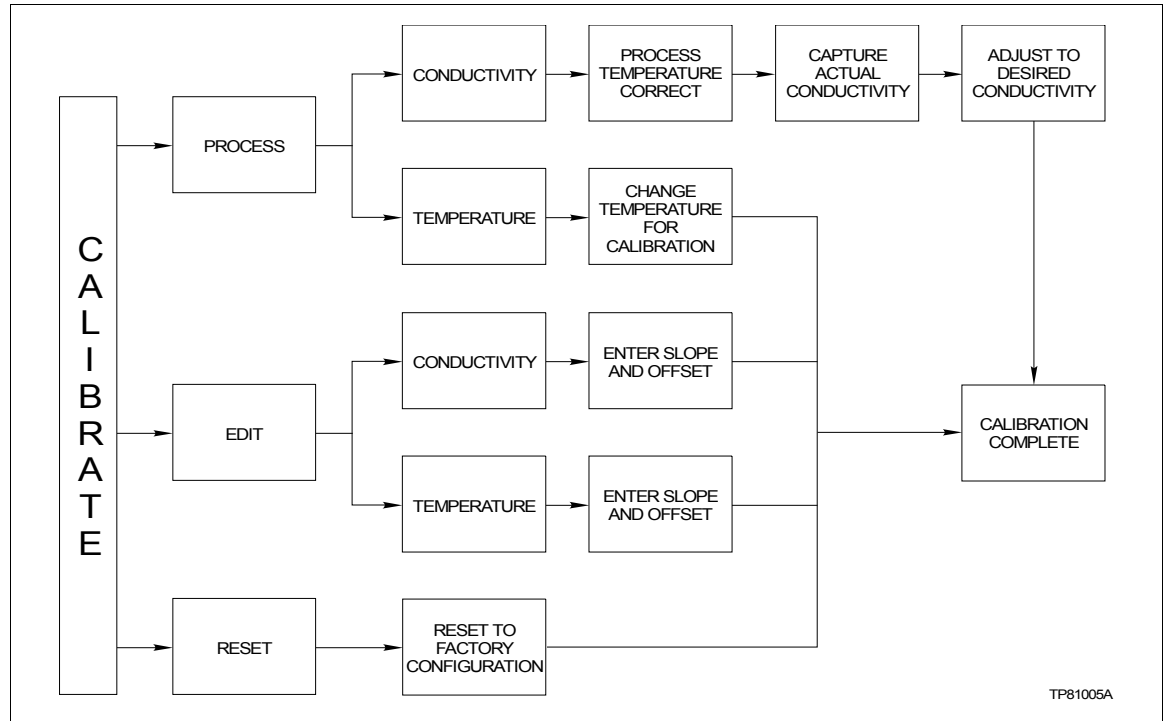 CALIBRATE
PROCESS
CONDUCTIVITY
PROCESS
TEMPERATURE
CORRECT
CAPTURE
ACTUAL
CONDUCTIVITY
ADJUST TO
DESIRED
CONDUCTIVITY
TEMPERATURE
CHANGE
TEMPERATURE
FOR
CALIBRATION
EDIT
CONDUCTIVITY
ENTER SLOPE
AND OFFSET
TEMPERATURE
ENTER SLOPE
AND OFFSET
CALIBRATION
COMPLETE
RESET
RESET TO
FACTORY
CONFIGURATION
TP81005A